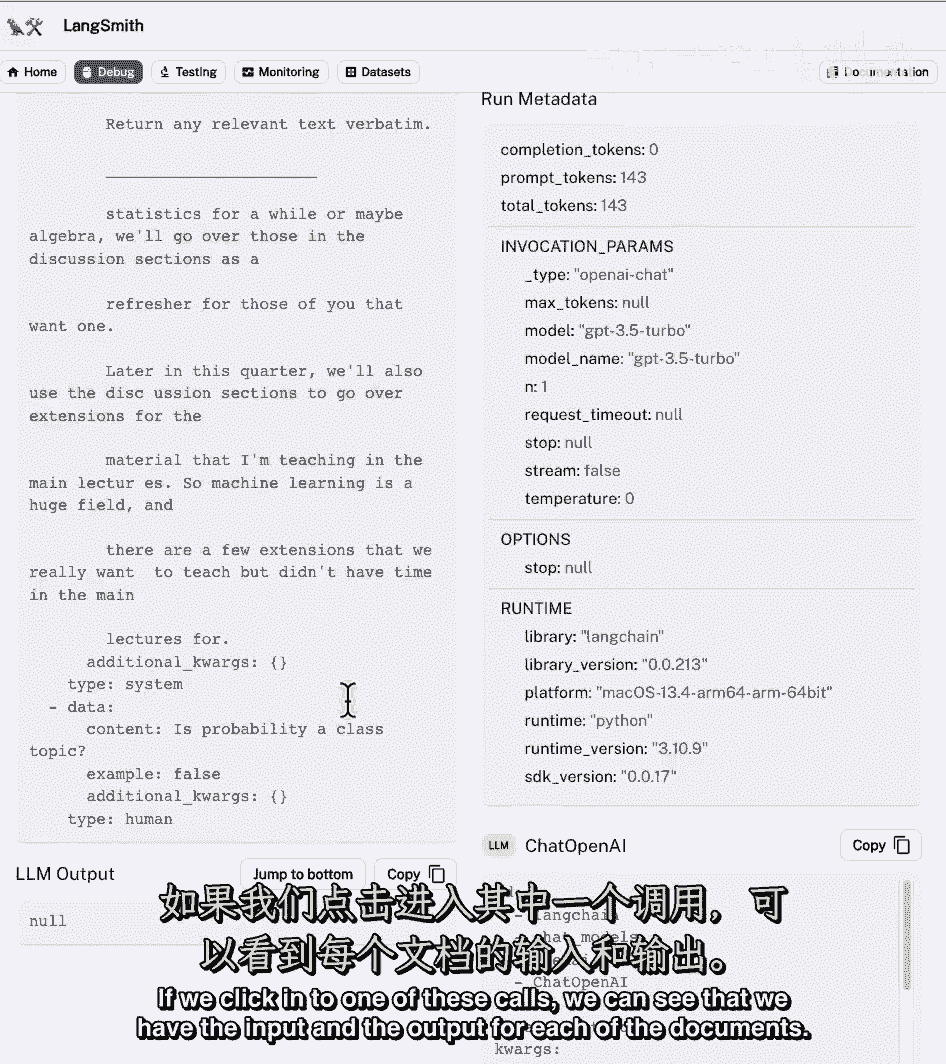 LangSmith
Home
Debug
Testing
Monitoring
Datasets
Documentation
Return any relevant text verbatim.
statistics for a while or maybe
algebra, we'll go over those in the
discussion sections as a
refresher for those of you that
want one.
Later in this quarter, we'll also
use the disc ussion sections to go over
extensions for the
material that I'm teaching in the
main lectur es. So machine learning is a
huge field, and
there are a few extensions that we
really want  to teach but didn't have time
in the main
lectures for.
additional_kwargs: {}
type: system
- data:
content: Is probability a class
topic?
example: false
additional_kwargs: {}
type: human
LLM Output
Jump to bottom
Copy
null
Run Metadata
completion_tokens: 0
prompt_tokens: 143
total_tokens: 143
INVOCATION_PARAMS
_type: "openai-chat"
max_tokens: null
model: "gpt-3.5-turbo"
model_name: "gpt-3.5-turbo"
n: 1
request_timeout: null
stop: null
stream: false
temperature: 0
OPTIONS
stop: null
RUNTIME
library: "langchain"
library_version: "0.0.213"
platform: "macOS-13.4-arm64-arm-64bit"
runtime: "python"
runtime_version: "3.10.9"
sdk_version: "0.0.17"
LLM
ChatOpenAI
Copy
- langchain
- chat_models
- ChatOpenAI
kwargs:
如果我们点击进入其中一个调用，可
以看到每个文档的输入和输出。
If we click in to one of these calls, we can see that we
have the input and the output for each of the documents.